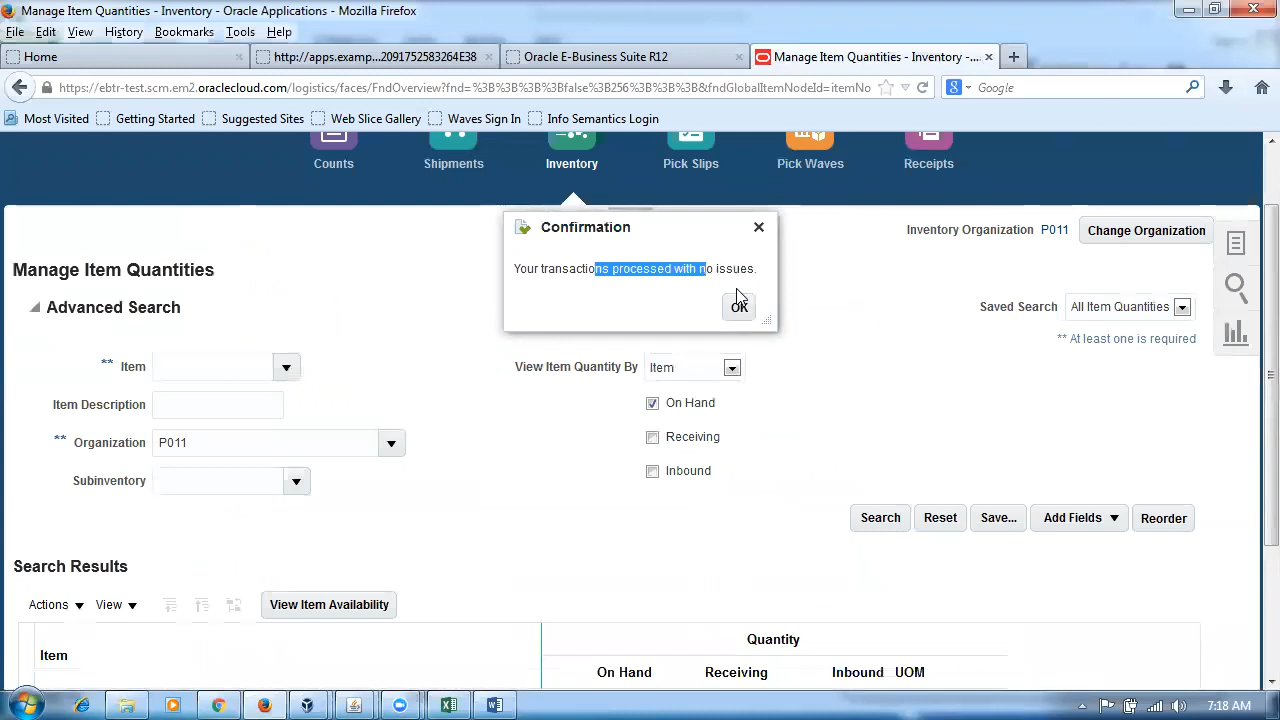 Manage Item Quantities - Inventory - Oracle Applications - Mozilla Firefox
File Edit View History Bookmarks Tools Help
Home
http://apps.examp...2091752583264E38
Oracle E-Business Suite R12
Manage Item Quantities - Inventory -....
https://ebtr-test.scm.em2.oraclecloud.com/logistics/faces/FndOverview?fnd=%3B%3B%3B%3Bfalse%3B256%3B%3B%3B&fndGlobalItemNodeId=itemNo
Google
Most Visited Getting Started Suggested Sites Web Slice Gallery Waves Sign In Info Semantics Login
Counts Shipments Inventory Pick Slips Pick Waves Receipts
Confirmation
Your transactions processed with no issues.
OK
Inventory Organization P011 Change Organization
Manage Item Quantities
Advanced Search
Saved Search All Item Quantities
** At least one is required
** Item
View Item Quantity By Item
Item Description
On Hand
** Organization P011
Receiving
Subinventory
Inbound
Search Reset Save... Add Fields Reorder
Search Results
Actions View View Item Availability
Item
Quantity
On Hand Receiving Inbound UOM
7:18 AM